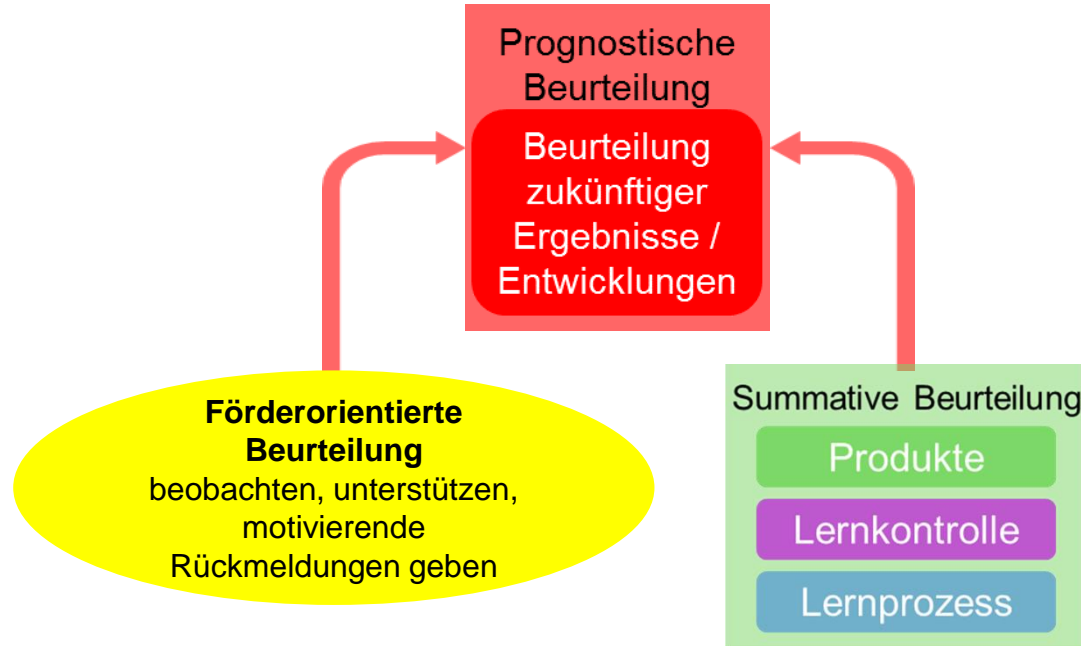 Prognostische
Beurteilung
Beurteilung
zukünftiger
Ergebnisse /
Entwicklungen
Förderorientierte
Beurteilung
beobachten, unterstützen,
motivierende
Rückmeldungen geben
Summative Beurteilung
Produkte
Lernkontrolle
Lernprozess